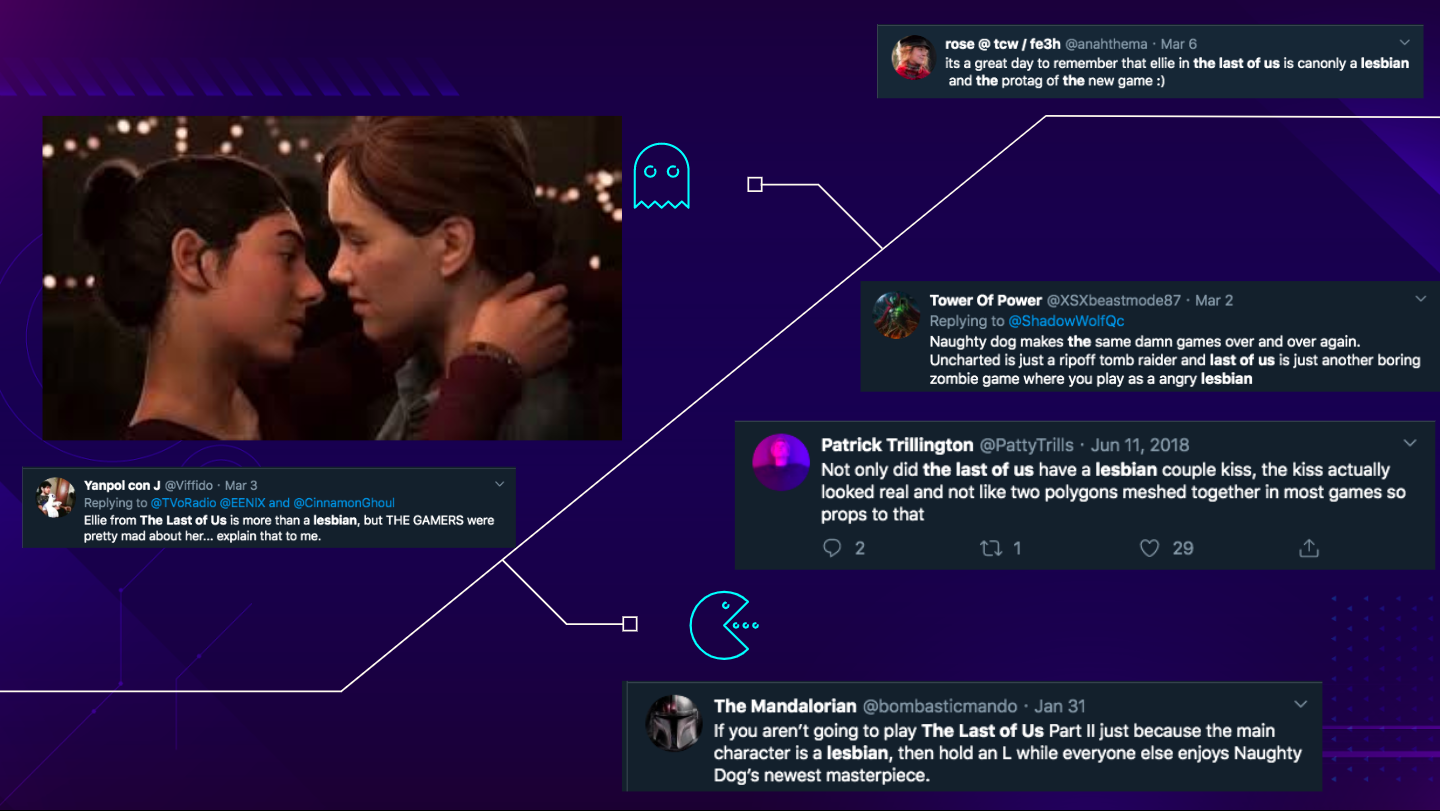 rose @ tcw / fe3h @anahthema · Mar 6
its a great day to remember that ellie in the last of us is canonly a lesbian
and the protag of the new game :)
Tower Of Power @XSXbeastmode87 · Mar 2
Replying to @ShadowWolfQc
Naughty dog makes the same damn games over and over again.
Uncharted is just a ripoff tomb raider and last of us is just another boring
zombie game where you play as a angry lesbian
Patrick Trillington @PattyTrills · Jun 11, 2018
Not only did the last of us have a lesbian couple kiss, the kiss actually
looked real and not like two polygons meshed together in most games so
props to that
2 1 29
Yanpol con J @Viffido · Mar 3
Replying to @TVoRadio @EENIX and @CinnamonGhoul
Ellie from The Last of Us is more than a lesbian, but THE GAMERS were
pretty mad about her... explain that to me.
The Mandalorian @bombasticmando · Jan 31
If you aren't going to play The Last of Us Part II just because the main
character is a lesbian, then hold an L while everyone else enjoys Naughty
Dog's newest masterpiece.